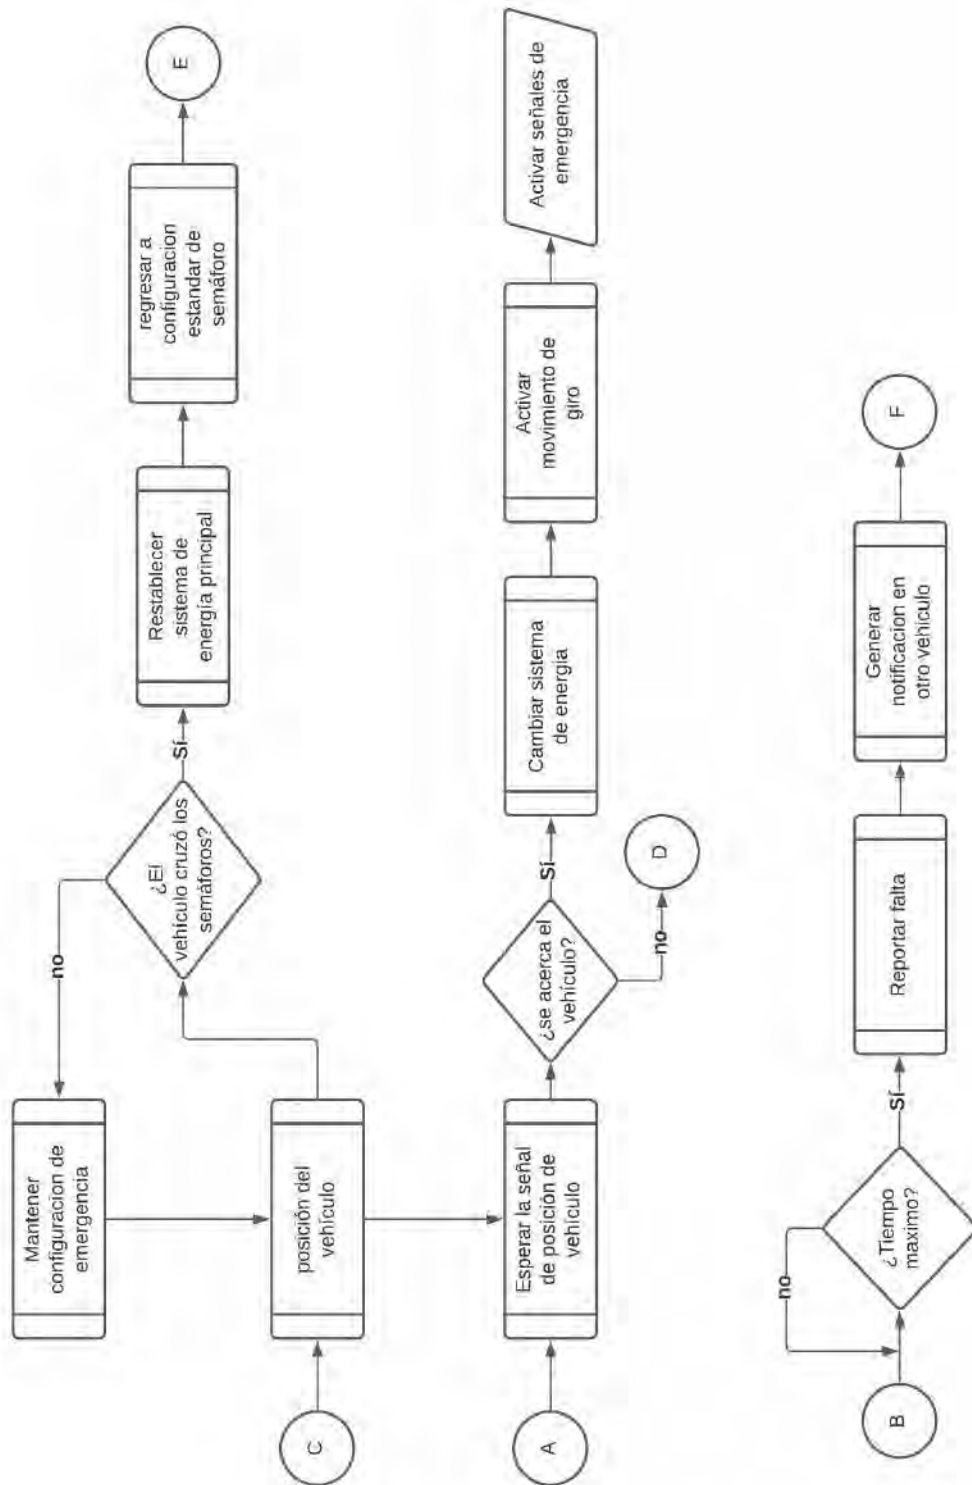 C
posición del
vehículo
Mantener
configuracion de
emergencia
no
¿El
vehículo cruzó los
semáforos?
Sí
Restablecer
sistema de
energía principal
regresar a
configuracion
estandar de
semáforo
E
A
Esperar la señal
de posición de
vehículo
¿se acerca el
vehículo?
no
D
Sí
Cambiar sistema
de energia
Activar
movimiento de
giro
Activar señales de
emergencia
B
no
¿Tiempo
maximo?
Sí
Reportar falta
Generar
notificacion en
otro vehiculo
F